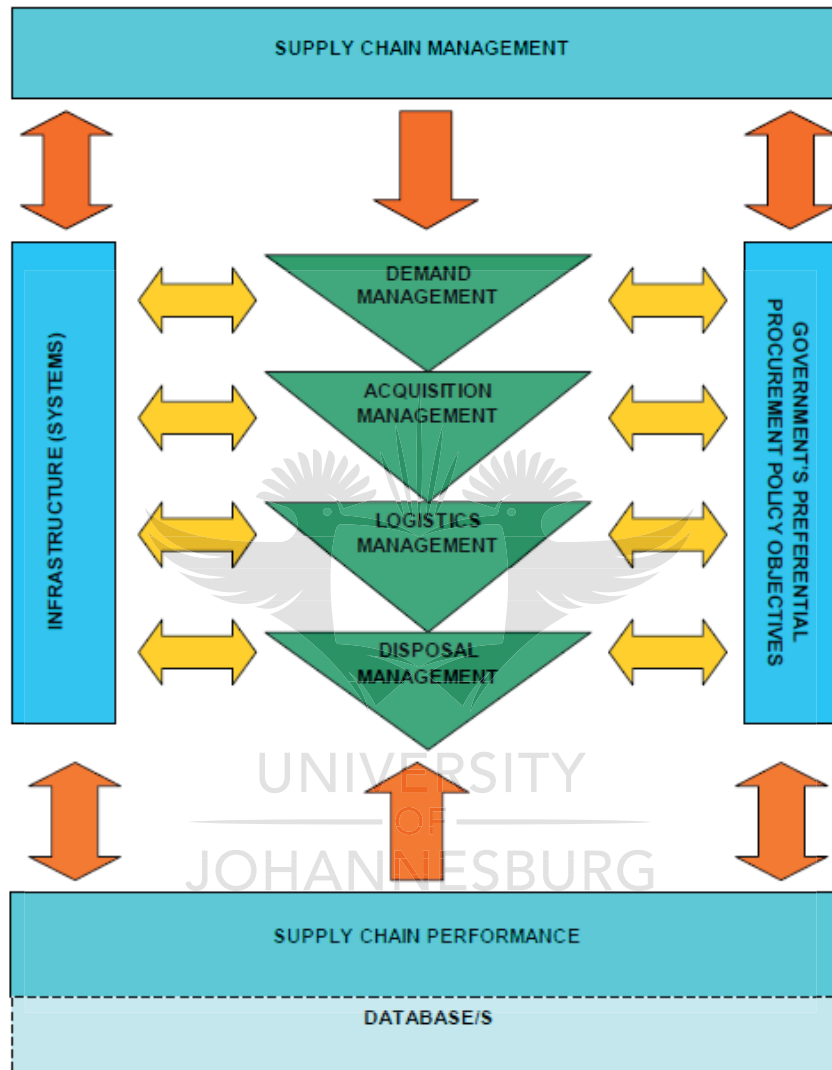 SUPPLY CHAIN MANAGEMENT
DEMAND
MANAGEMENT
ACQUISITION
MANAGEMENT
LOGISTICS
MANAGEMENT
DISPOSAL
MANAGEMENT
INFRASTRUCTURE (SYSTEMS)
GOVERNMENT'S PREFERENTIAL
PROCUREMENT POLICY OBJECTIVES
UNIVERSITY
OF
JOHANNESBURG
SUPPLY CHAIN PERFORMANCE
DATABASE/S